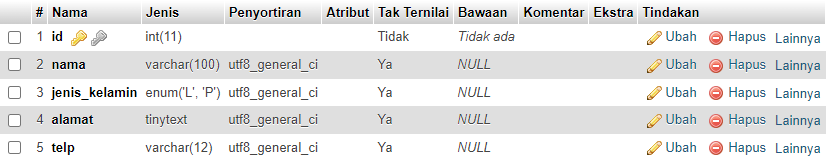 # Nama Jenis Penyortiran Atribut Tak Ternilai Bawaan Komentar Ekstra Tindakan
1 id int(11) Tidak Tidak ada Ubah Hapus Lainnya
2 nama varchar(100) utf8_general_ci Ya NULL Ubah Hapus Lainnya
3 jenis_kelamin enum('L', 'P') utf8_general_ci Ya NULL Ubah Hapus Lainnya
4 alamat tinytext utf8_general_ci Ya NULL Ubah Hapus Lainnya
5 telp varchar(12) utf8_general_ci Ya NULL Ubah Hapus Lainnya